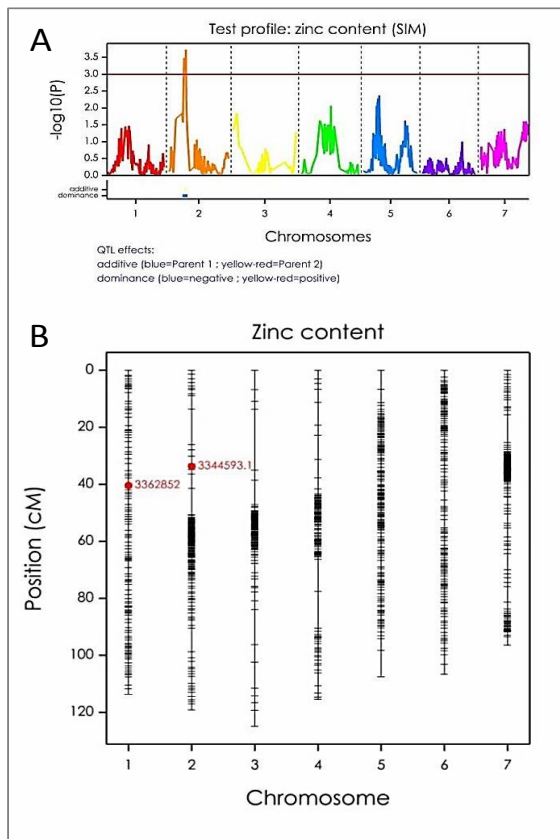 A
Test profile: zinc content (SIM)
3.5
3.0
2.5
2.0
1.5
1.0
0.5
0.0
-log10(P)
additive
dominance
1 2 3 4 5 6 7
Chromosomes
QTL effects:
additive (blue=Parent 1 ; yellow-red=Parent 2)
dominance (blue=negative ; yellow-red=positive)
B
Zinc content
0
20
40
60
80
100
120
Position (cM)
3344593.1
3362852
1 2 3 4 5 6 7
Chromosome